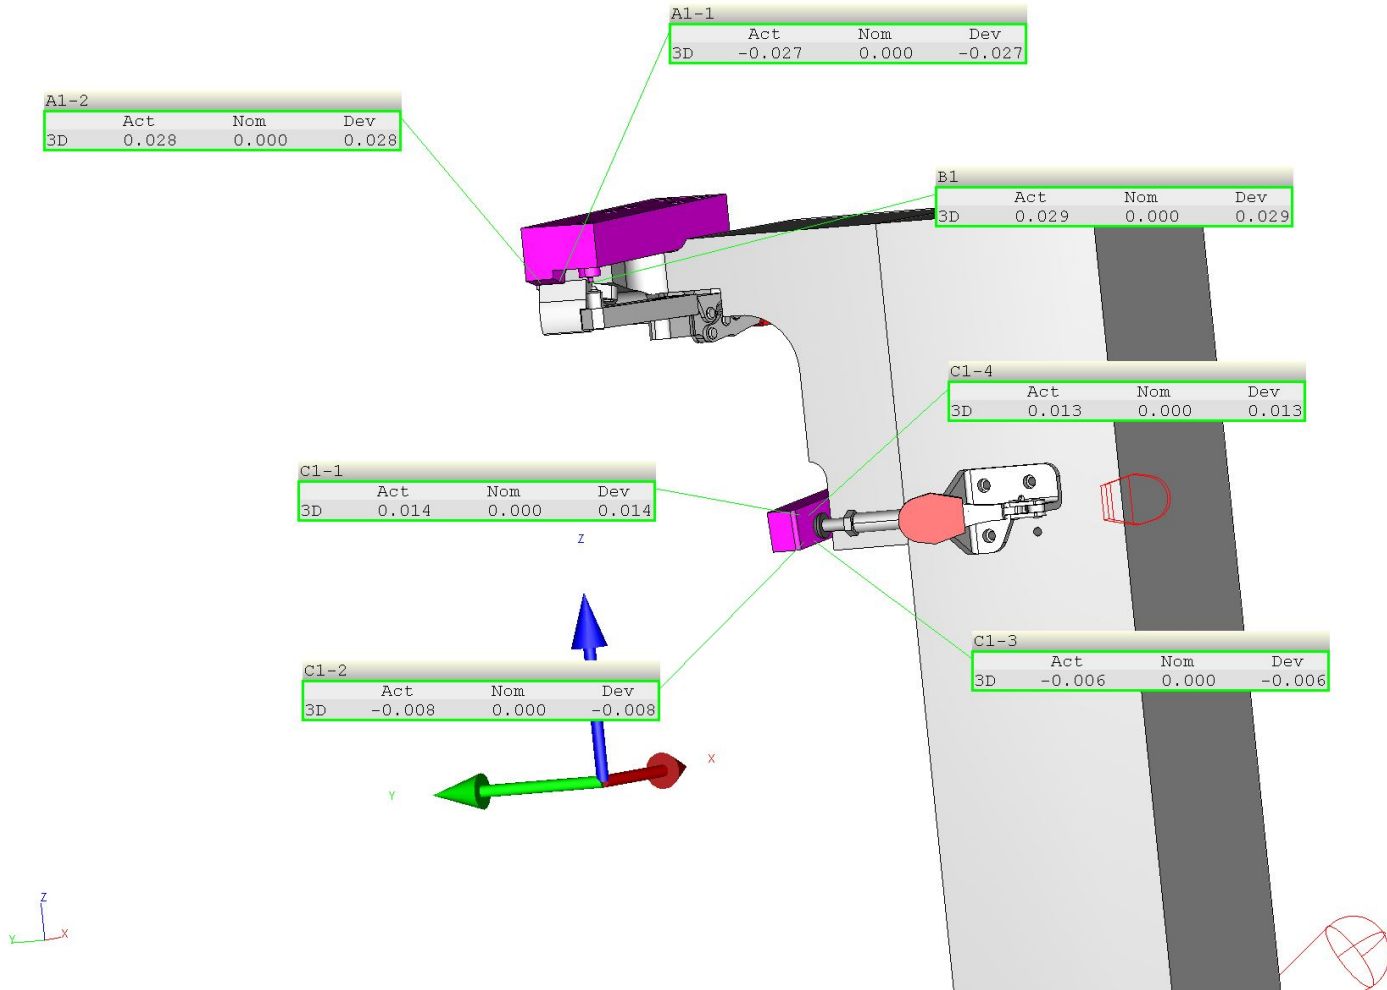 A1-1
Act Nom Dev
3D -0.027 0.000 -0.027
A1-2
Act Nom Dev
3D 0.028 0.000 0.028
B1
Act Nom Dev
3D 0.029 0.000 0.029
C1-4
Act Nom Dev
3D 0.013 0.000 0.013
C1-1
Act Nom Dev
3D 0.014 0.000 0.014
Z
C1-3
Act Nom Dev
3D -0.006 0.000 -0.006
C1-2
Act Nom Dev
3D -0.008 0.000 -0.008
X
Y
Z
Y X